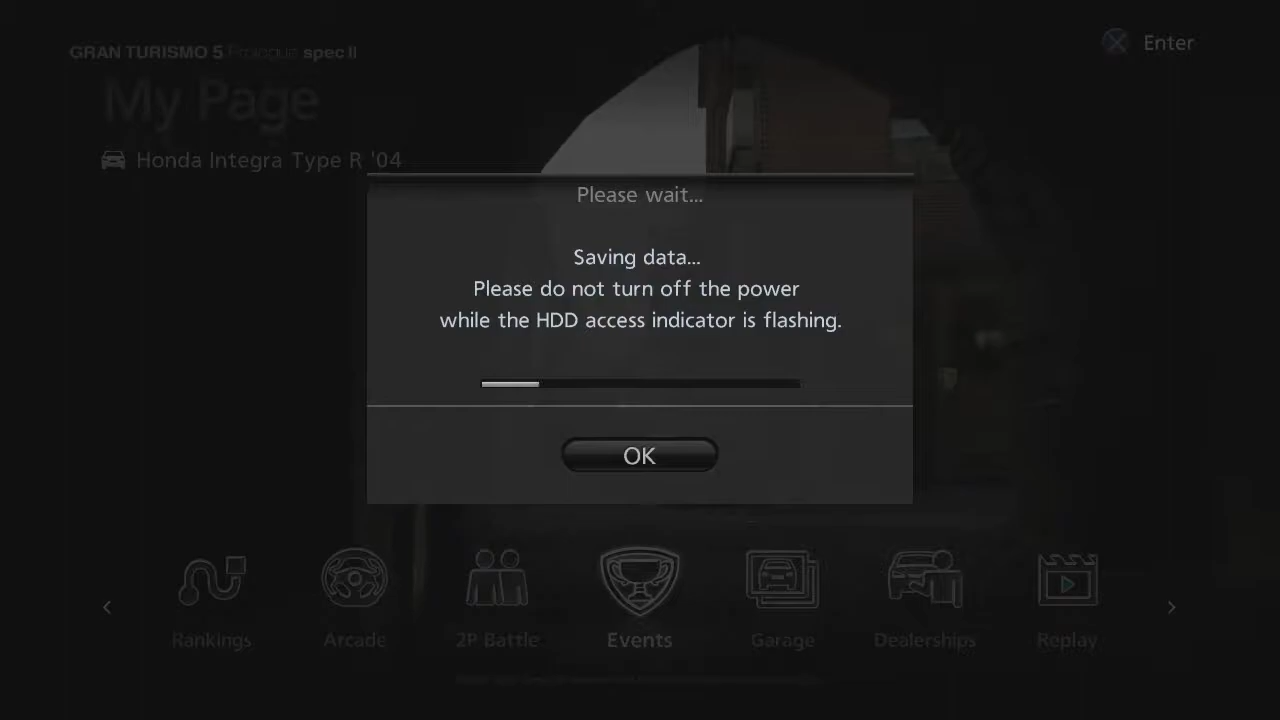 GRAN TURISMO 5 Prologue spec II
Enter
My Page
Honda Integra Type R '04
Please wait...
Saving data...
Please do not turn off the power
while the HDD access indicator is flashing.
OK
Rankings
Arcade
2P Battle
Events
Garage
Dealerships
Replay